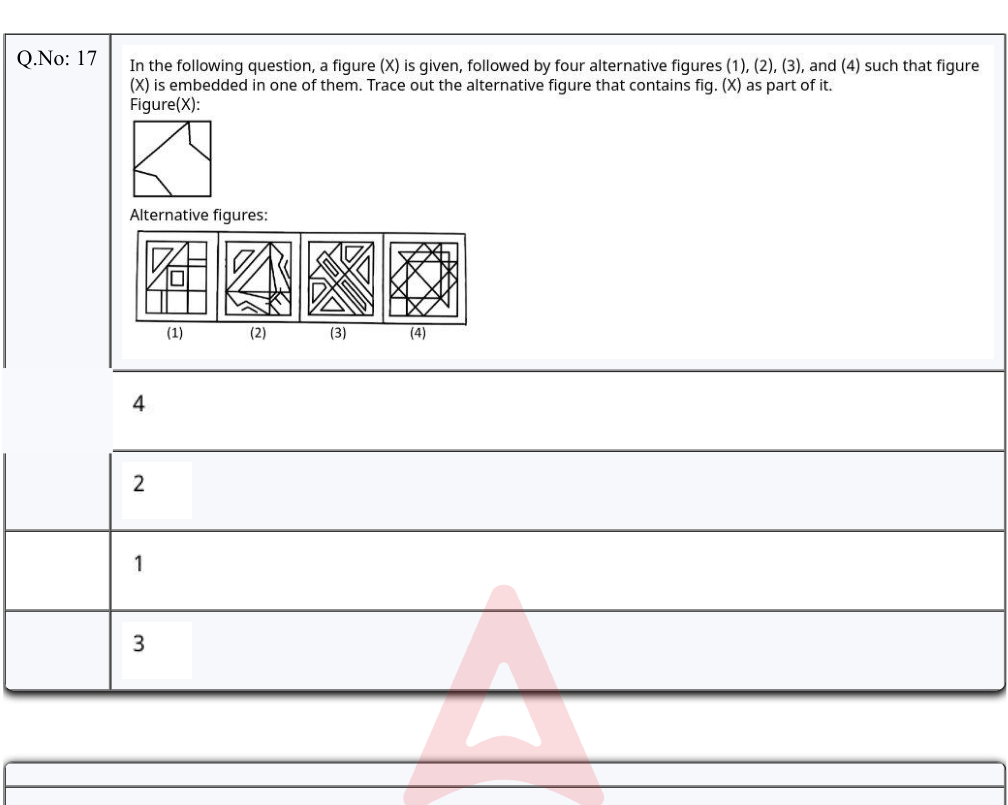 Q.No: 17
In the following question, a figure (X) is given, followed by four alternative figures (1), (2), (3), and (4) such that figure
(X) is embedded in one of them. Trace out the alternative figure that contains fig. (X) as part of it.
Figure(X):
Alternative figures:
(1) (2) (3) (4)
4
2
1
3